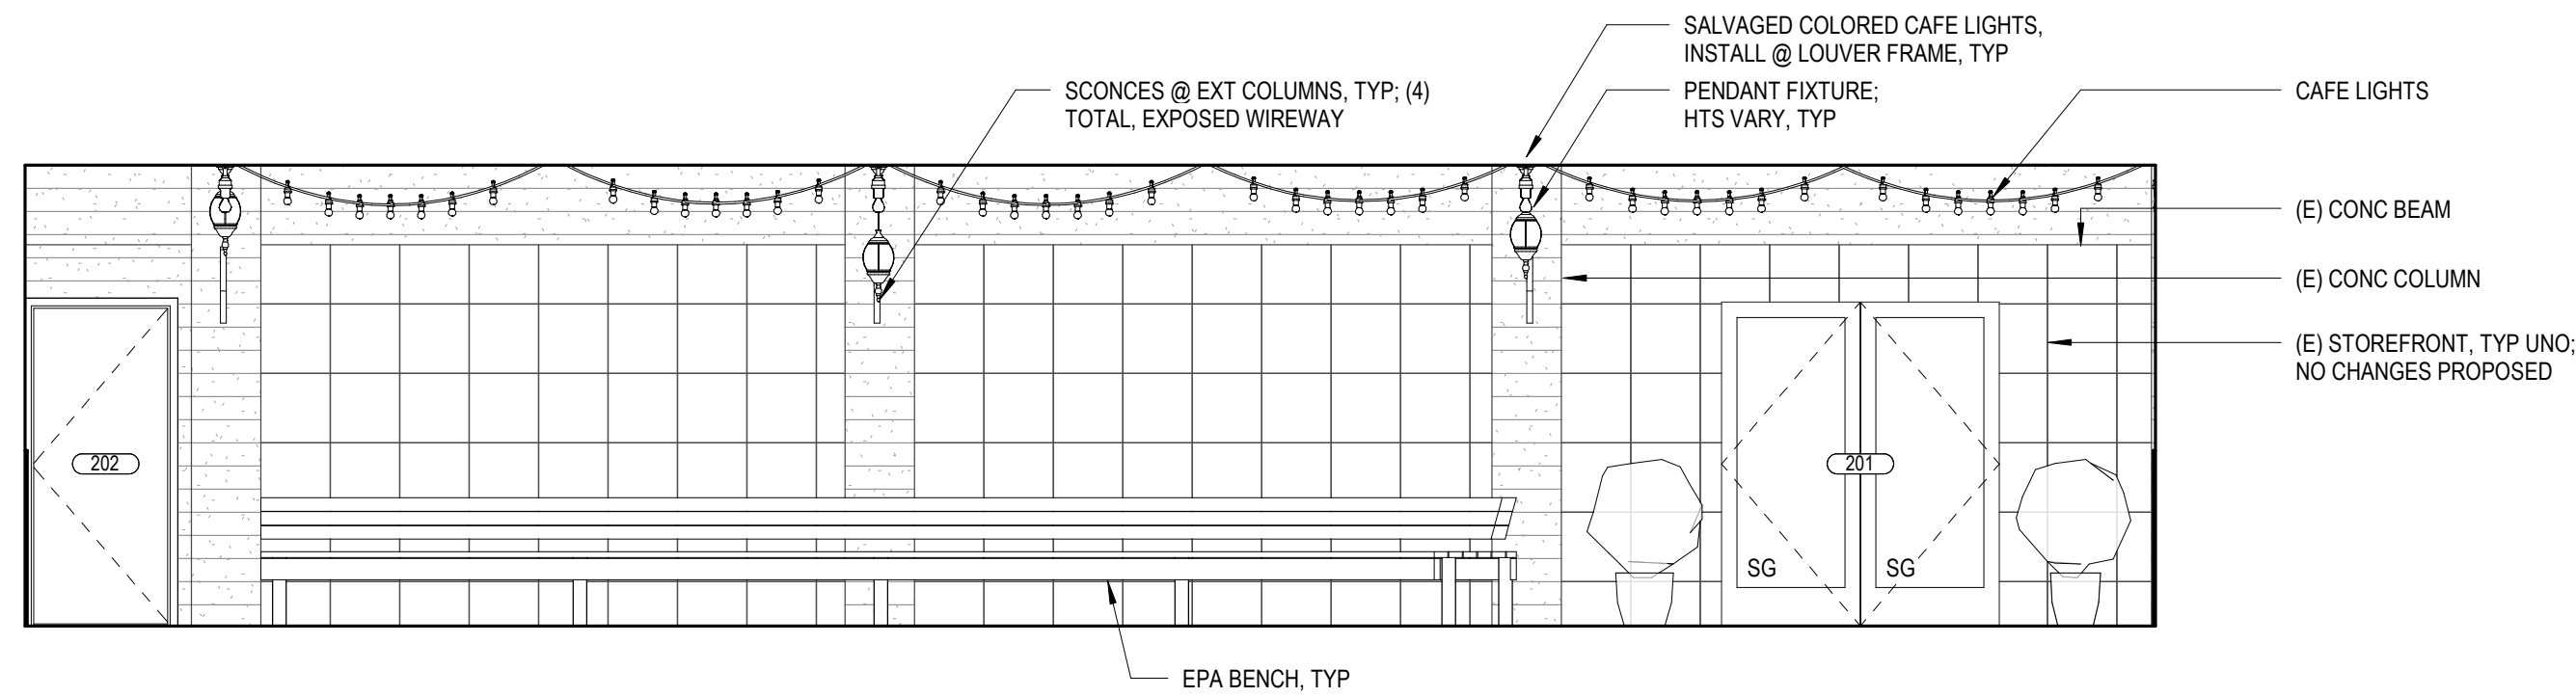 SALVAGED COLORED CAFE LIGHTS,
INSTALL @ LOUVER FRAME, TYP
SCONCES @ EXT COLUMNS, TYP; (4)
TOTAL, EXPOSED WIREWAY
PENDANT FIXTURE;
HTS VARY, TYP
CAFE LIGHTS
(E) CONC BEAM
(E) CONC COLUMN
(E) STOREFRONT, TYP UNO;
NO CHANGES PROPOSED
202
201
SG
SG
EPA BENCH, TYP